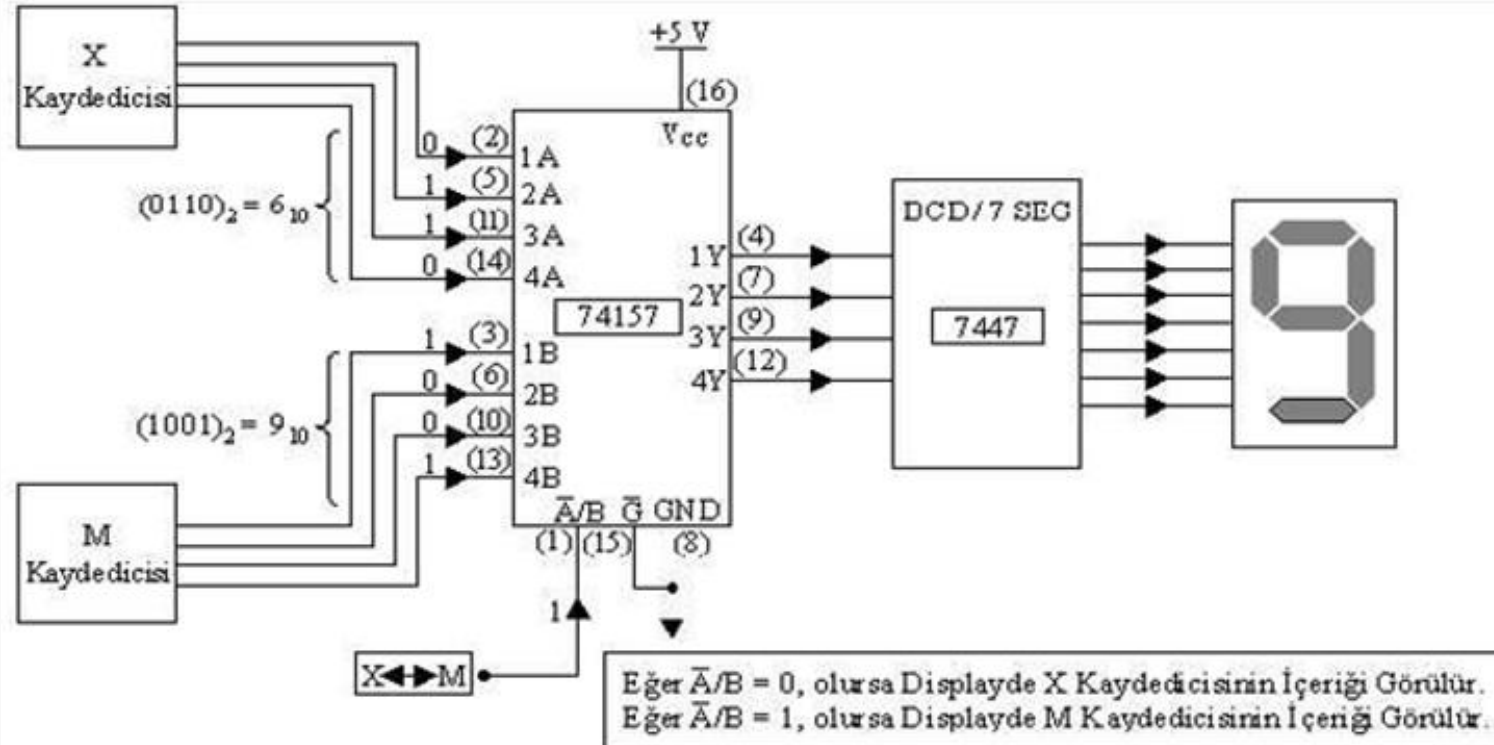 X
Kaydedicisi
+5 V
(16)
Vcc
0 (2) 1A
1 (5) 2A
1 (11) 3A
0 (14) 4A
(0110)₂ = 6₁₀
74157
1Y (4)
2Y (7)
3Y (9)
4Y (12)
DCD/7 SEG
7447
1 (3) 1B
0 (6) 2B
0 (10) 3B
1 (13) 4B
(1001)₂ = 9₁₀
A̅/B G̅ GND
(1) (15) (8)
M
Kaydedicisi
1
X M
Eğer A̅/B = 0, olursa Displayde X Kaydedicisinin İçeriği Görülür.
Eğer A̅/B = 1, olursa Displayde M Kaydedicisinin İçeriği Görülür.
9